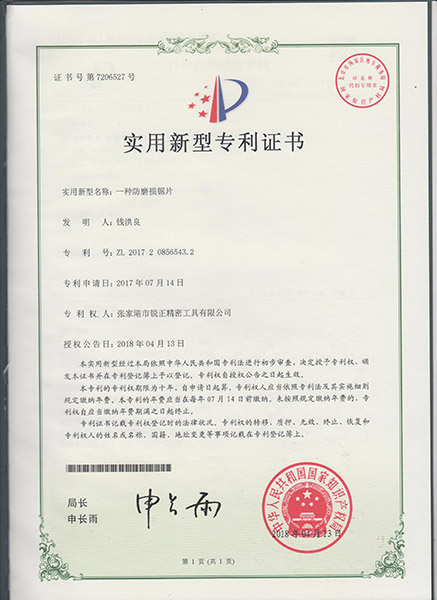 证书号第7206527号
实用新型专利证书
实用新型名称：一种防磨损锯片
发明人：钱洪良
专利号：ZL 2017 2 0856543.2
专利申请日：2017年07月14日
专利权人：张家港市锐正精密工具有限公司
授权公告日：2018年04月13日
本实用新型经过本局依照中华人民共和国专利法进行初步审查，决定授予专利权，颁
发本证书并在专利登记簿上予以登记。专利权自授权公告之日起生效。
本专利的专利权期限为十年，自申请日起算。专利权人应当依照专利法及其实施细则
规定缴纳年费。本专利的年费应当在每年07月14日前缴纳。未按照规定缴纳年费的，专
利权自应当缴纳年费期满之日起终止。
专利证书记载专利权登记时的法律状况。专利权的转移、质押、无效、终止、恢复和
专利权人的姓名或名称、国籍、地址变更等事项记载在专利登记簿上。
局长
申长雨
申长雨
中华人民共和国国家知识产权局
2018年04月13日
第1页（共1页）